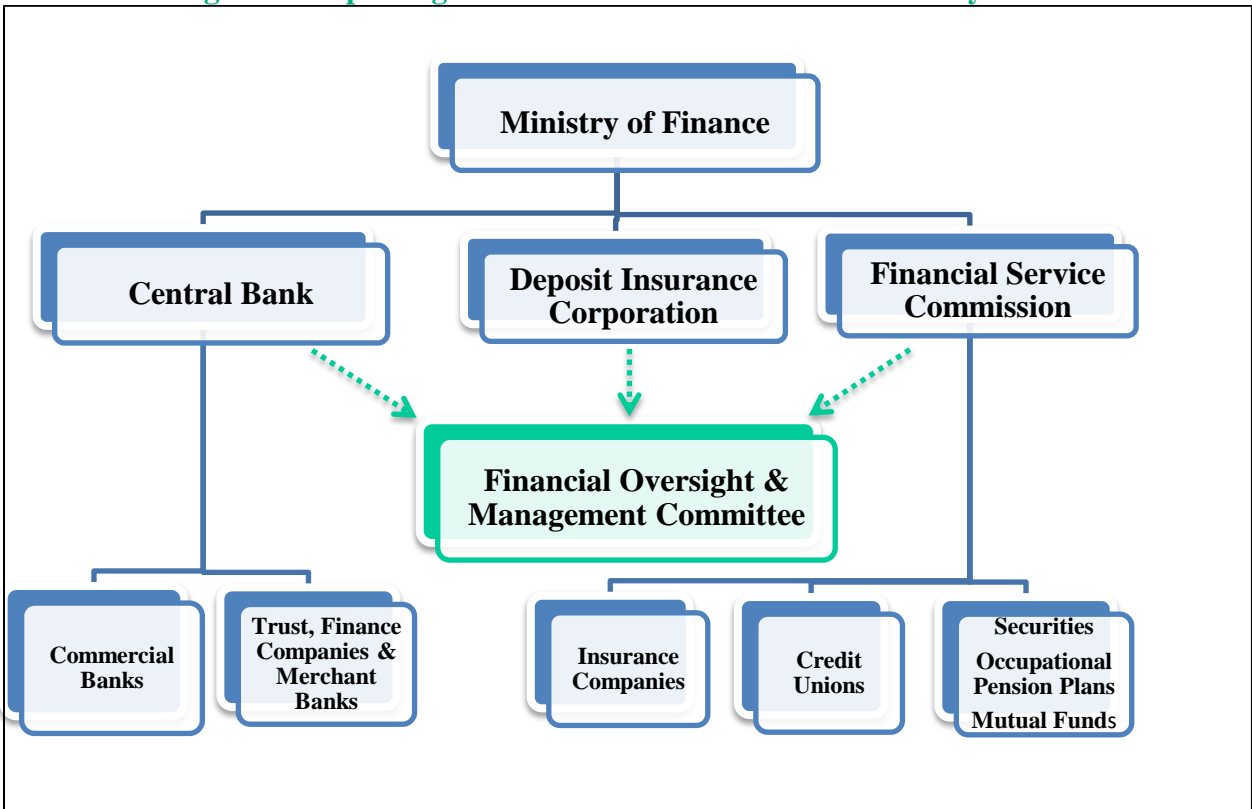 Ministry of Finance
Central Bank
Deposit Insurance
Corporation
Financial Service
Commission
Financial Oversight &
Management Committee
Commercial
Banks
Trust, Finance
Companies &
Merchant
Banks
Insurance
Companies
Credit
Unions
Securities
Occupational
Pension Plans
Mutual Funds